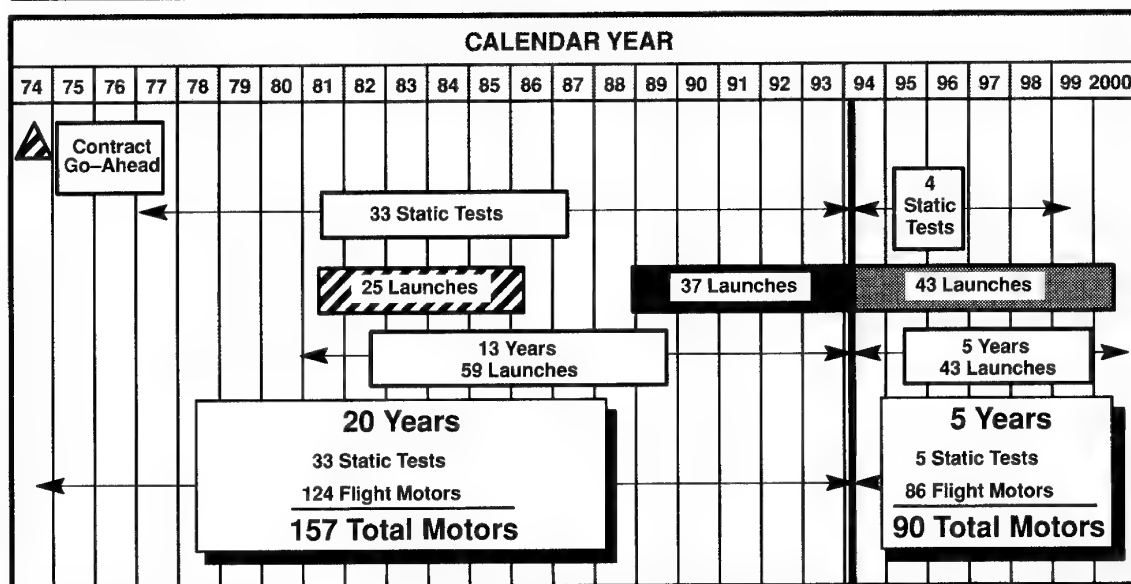 CALENDAR YEAR
74 75 76 77 78 79 80 81 82 83 84 85 86 87 88 89 90 91 92 93 94 95 96 97 98 99 2000
Contract
Go–Ahead
33 Static Tests
4
Static
Tests
25 Launches
37 Launches
43 Launches
13 Years
59 Launches
5 Years
43 Launches
20 Years
33 Static Tests
124 Flight Motors
157 Total Motors
5 Years
5 Static Tests
86 Flight Motors
90 Total Motors